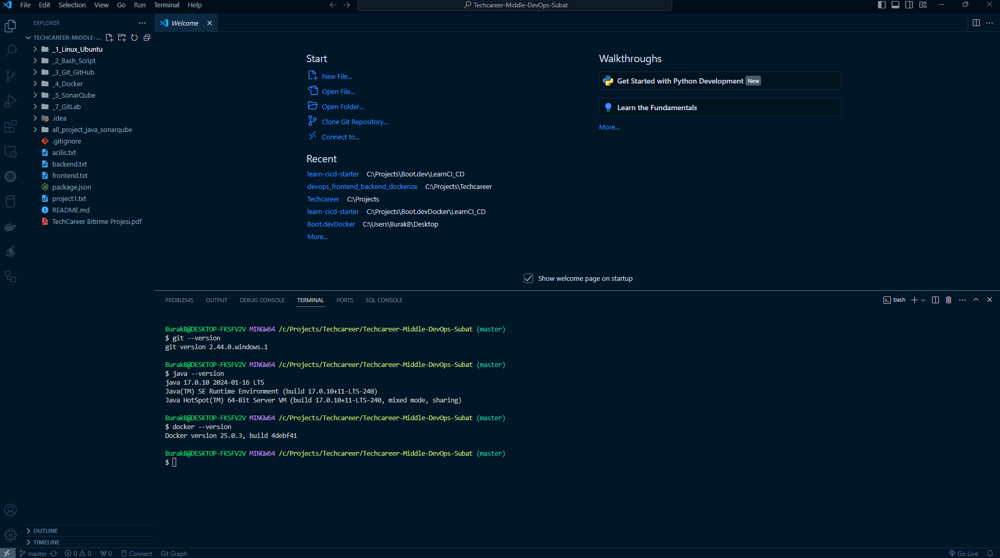 File Edit Selection View Go Run Terminal Help
Techcareer-Middle-DevOps-Subat
EXPLORER
TECHCAREER-MIDDLE-...
_1_Linux_Ubuntu
_2_Bash_Script
_3_Git_GitHub
_4_Docker
_5_SonarQube
_7_GitLab
.idea
all_project_java_sonarqube
.gitignore
acilis.txt
backend.txt
frontend.txt
package.json
project1.txt
README.md
TechCareer Bitirme Projesi.pdf
OUTLINE
TIMELINE
Welcome
Start
New File...
Open File...
Open Folder...
Clone Git Repository...
Connect to...
Recent
learn-cicd-starter C:\Projects\Boot.dev\LearnCI_CD
devops_frontend_backend_dockerize C:\Projects\Techcareer
Techcareer C:\Projects
learn-cicd-starter C:\Projects\Boot.devDocker\LearnCI_CD
Boot.devDocker C:\Users\BurakB\Desktop
More...
Walkthroughs
Get Started with Python Development New
Learn the Fundamentals
More...
Show welcome page on startup
PROBLEMS OUTPUT DEBUG CONSOLE TERMINAL PORTS SQL CONSOLE
bash
BurakB@DESKTOP-FKSFV2V MINGW64 /c/Projects/Techcareer/Techcareer-Middle-DevOps-Subat (master)
$ git --version
git version 2.44.0.windows.1
BurakB@DESKTOP-FKSFV2V MINGW64 /c/Projects/Techcareer/Techcareer-Middle-DevOps-Subat (master)
$ java --version
java 17.0.10 2024-01-16 LTS
Java(TM) SE Runtime Environment (build 17.0.10+11-LTS-240)
Java HotSpot(TM) 64-Bit Server VM (build 17.0.10+11-LTS-240, mixed mode, sharing)
BurakB@DESKTOP-FKSFV2V MINGW64 /c/Projects/Techcareer/Techcareer-Middle-DevOps-Subat (master)
$ docker --version
Docker version 25.0.3, build 4debf41
BurakB@DESKTOP-FKSFV2V MINGW64 /c/Projects/Techcareer/Techcareer-Middle-DevOps-Subat (master)
$
master 0 0 0 Connect Git Graph Go Live